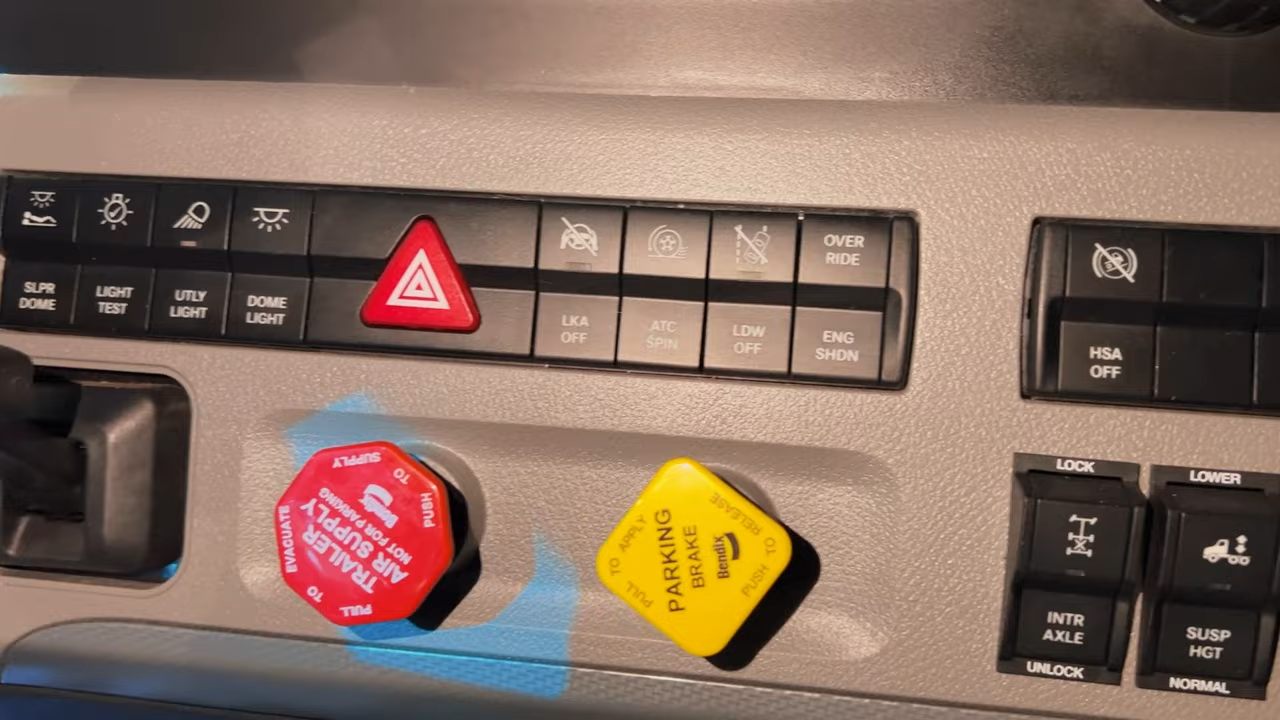 SLPR
DOME
LIGHT
TEST
UTLY
LIGHT
DOME
LIGHT
LKA
OFF
ATC
SPIN
LDW
OFF
OVER
RIDE
ENG
SHDN
HSA
OFF
PUSH TO SUPPLY
TRAILER
AIR SUPPLY
NOT FOR PARKING
Bendix
PULL TO EVACUATE
PULL TO APPLY
PARKING
BRAKE
Bendix
PUSH TO RELEASE
LOCK
INTR
AXLE
UNLOCK
LOWER
SUSP
HGT
NORMAL